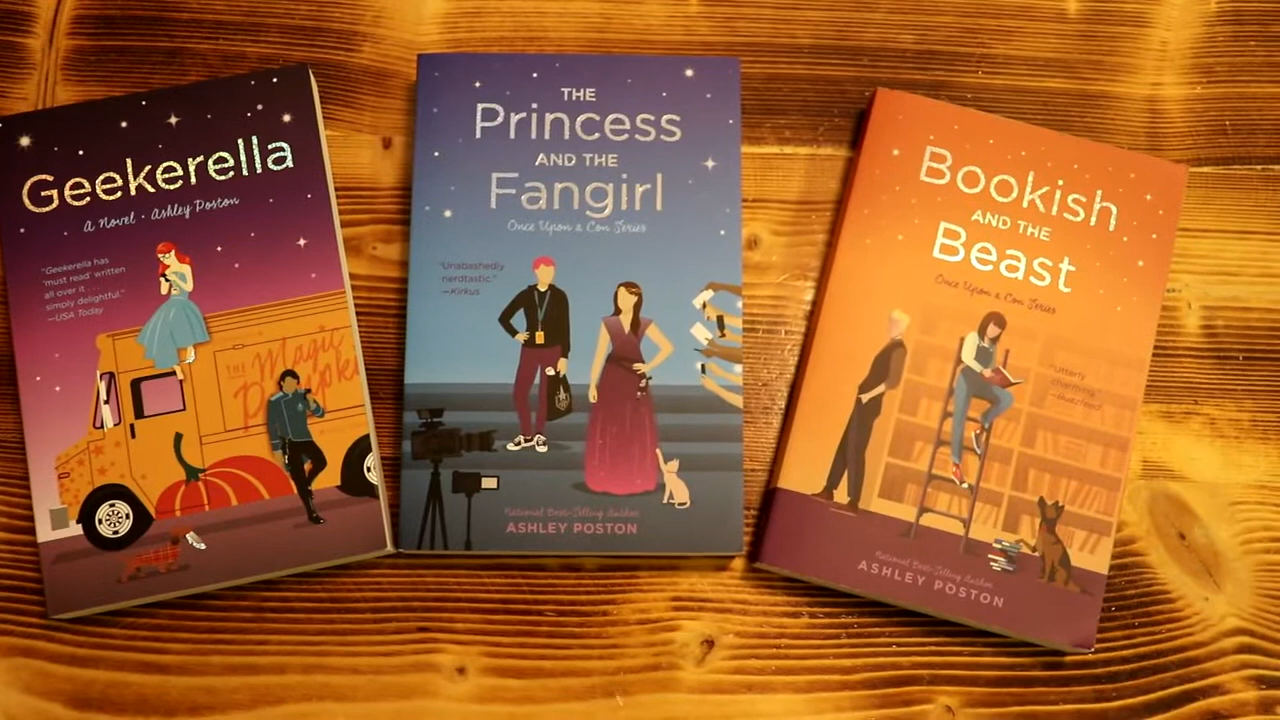 Geekerella
A Novel • Ashley Poston
"Geekerella has
'must read' written
all over it . . .
simply delightful."
—USA Today
THE
Magic
THE
Princess
AND THE
Fangirl
Once Upon a Con Series
"Unabashedly
nerdtastic."
—Kirkus
National Best-Selling Author
ASHLEY POSTON
Bookish
AND THE
Beast
Once Upon a Con Series
"Utterly
charming."
—Buzzfeed
National Best-Selling Author
ASHLEY POSTON